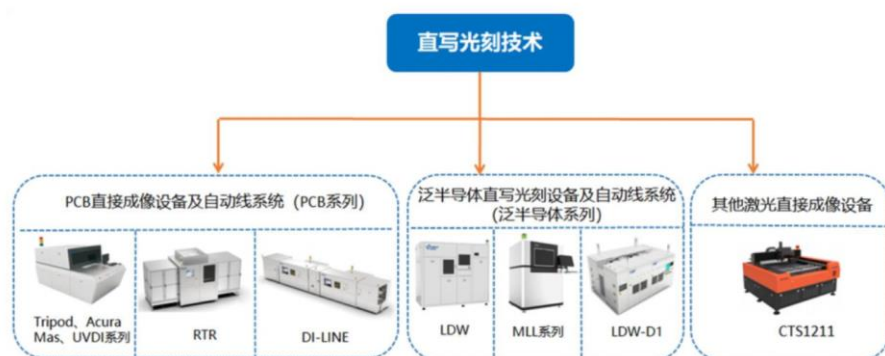 直写光刻技术
PCB直接成像设备及自动线系统（PCB系列）
Tripod、Acura
Mas、UVDI系列
RTR
DI-LINE
泛半导体直写光刻设备及自动线系统
(泛半导体系列)
LDW
MLL系列
LDW-D1
其他激光直接成像设备
CTS1211